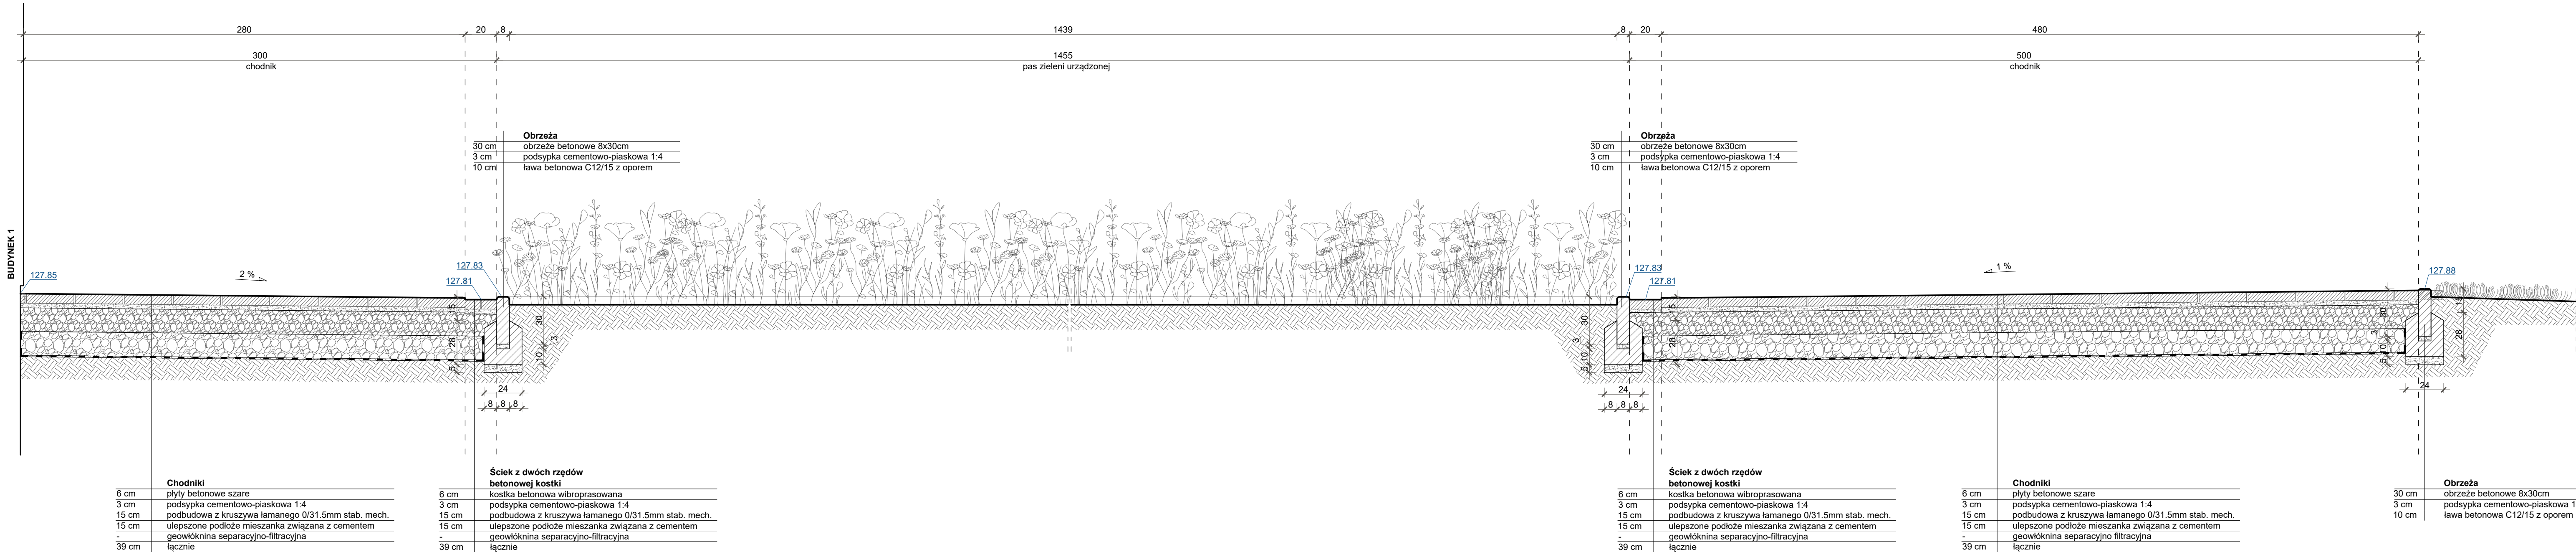 280
20
8
1439
8
20
480
300
1455
500
chodnik
pas zieleni urządzonej
chodnik
Obrzeża
30 cm obrzeże betonowe 8x30cm
3 cm podsypka cementowo-piaskowa 1:4
10 cm ława betonowa C12/15 z oporem
Obrzeża
30 cm obrzeże betonowe 8x30cm
3 cm podsypka cementowo-piaskowa 1:4
10 cm ława betonowa C12/15 z oporem
BUDYNEK 1
127.85
2 %
127.83
127.81
127.83
127.81
1 %
127.88
15
28
5
30
3
10
24
8 8 8
30
3
10
5
15
28
24
8 8 8
30
3
10
5
15
28
24
Chodniki
6 cm płyty betonowe szare
3 cm podsypka cementowo-piaskowa 1:4
15 cm podbudowa z kruszywa łamanego 0/31.5mm stab. mech.
15 cm ulepszone podłoże mieszanka związana z cementem
- geowłóknina separacyjno-filtracyjna
39 cm łącznie
Ściek z dwóch rzędów
betonowej kostki
6 cm kostka betonowa wibroprasowana
3 cm podsypka cementowo-piaskowa 1:4
15 cm podbudowa z kruszywa łamanego 0/31.5mm stab. mech.
15 cm ulepszone podłoże mieszanka związana z cementem
- geowłóknina separacyjno-filtracyjna
39 cm łącznie
Ściek z dwóch rzędów
betonowej kostki
6 cm kostka betonowa wibroprasowana
3 cm podsypka cementowo-piaskowa 1:4
15 cm podbudowa z kruszywa łamanego 0/31.5mm stab. mech.
15 cm ulepszone podłoże mieszanka związana z cementem
- geowłóknina separacyjno-filtracyjna
39 cm łącznie
Chodniki
6 cm płyty betonowe szare
3 cm podsypka cementowo-piaskowa 1:4
15 cm podbudowa z kruszywa łamanego 0/31.5mm stab. mech.
15 cm ulepszone podłoże mieszanka związana z cementem
- geowłóknina separacyjno filtracyjna
39 cm łącznie
Obrzeża
30 cm obrzeże betonowe 8x30cm
3 cm podsypka cementowo-piaskowa 1
10 cm ława betonowa C12/15 z oporem